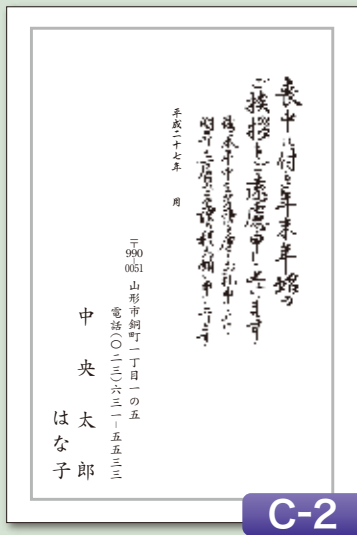 喪中に付き年末年始の
ご挨拶をご遠慮申し上げます
平成二十七年　月
〒990-0051 山形市銅町一丁目一の五
電話(〇二三)六三一-五五三三
中央太郎
はな子
C-2